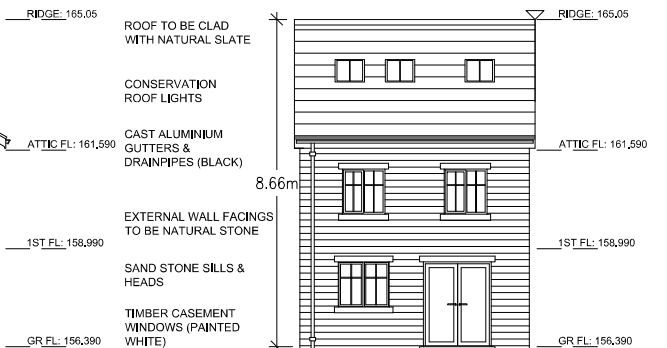 RIDGE: 165.05
ROOF TO BE CLAD
WITH NATURAL SLATE
CONSERVATION
ROOF LIGHTS
ATTIC FL: 161.590
CAST ALUMINIUM
GUTTERS &
DRAINPIPES (BLACK)
8.66m
EXTERNAL WALL FACINGS
TO BE NATURAL STONE
1ST FL: 158.990
SAND STONE SILLS &
HEADS
TIMBER CASEMENT
WINDOWS (PAINTED
WHITE)
GR FL: 156.390
RIDGE: 165.05
ATTIC FL: 161.590
1ST FL: 158.990
GR FL: 156.390